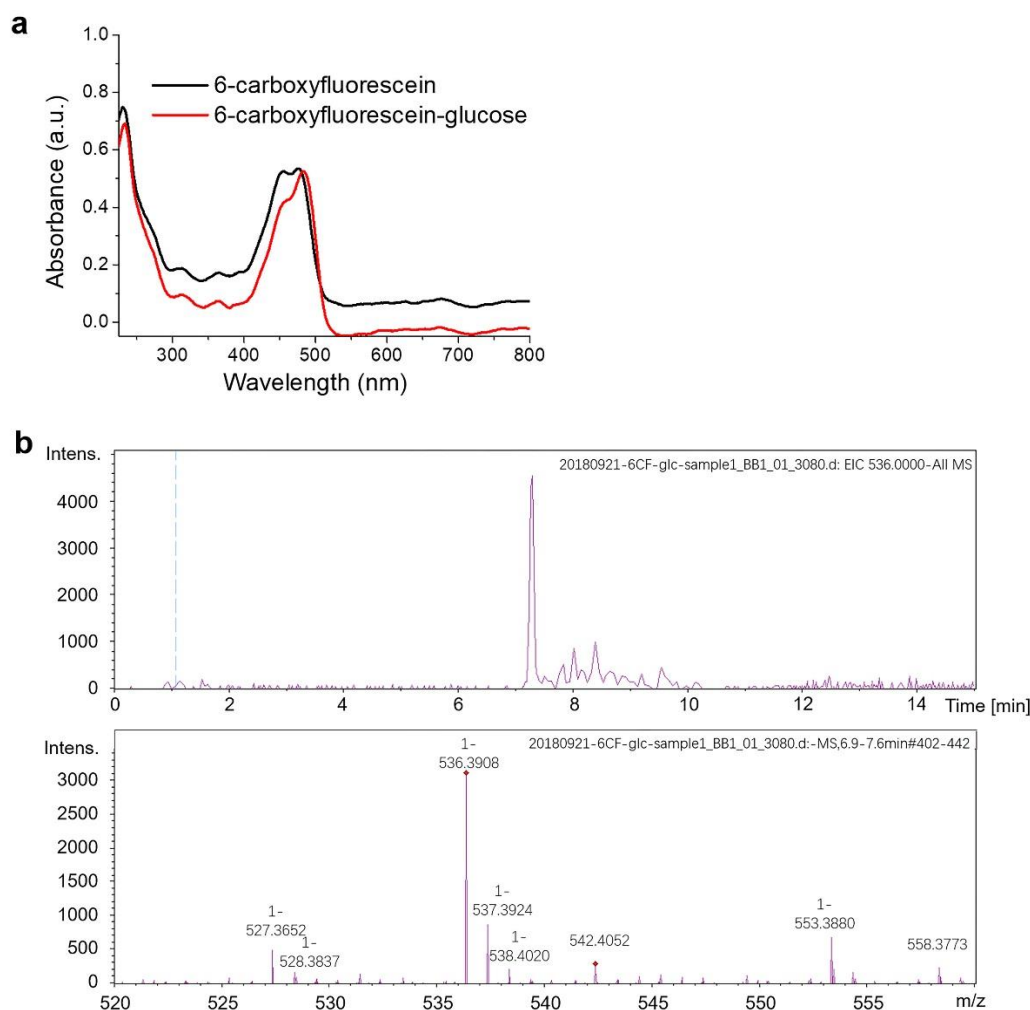 a
1.0
0.8
0.6
0.4
0.2
0.0
Absorbance (a.u.)
6-carboxyfluorescein
6-carboxyfluorescein-glucose
300 400 500 600 700 800
Wavelength (nm)
b
Intens.
20180921-6CF-glc-sample1_BB1_01_3080.d: EIC 536.0000-All MS
4000
3000
2000
1000
0
0 2 4 6 8 10 12 14 Time [min]
Intens.
20180921-6CF-glc-sample1_BB1_01_3080.d:-MS,6.9-7.6min#402-442
3000
2500
2000
1500
1000
500
0
1-
536.3908
1-
537.3924
1-
538.4020
1-
527.3652
1-
528.3837
542.4052
1-
553.3880
558.3773
520 525 530 535 540 545 550 555 m/z